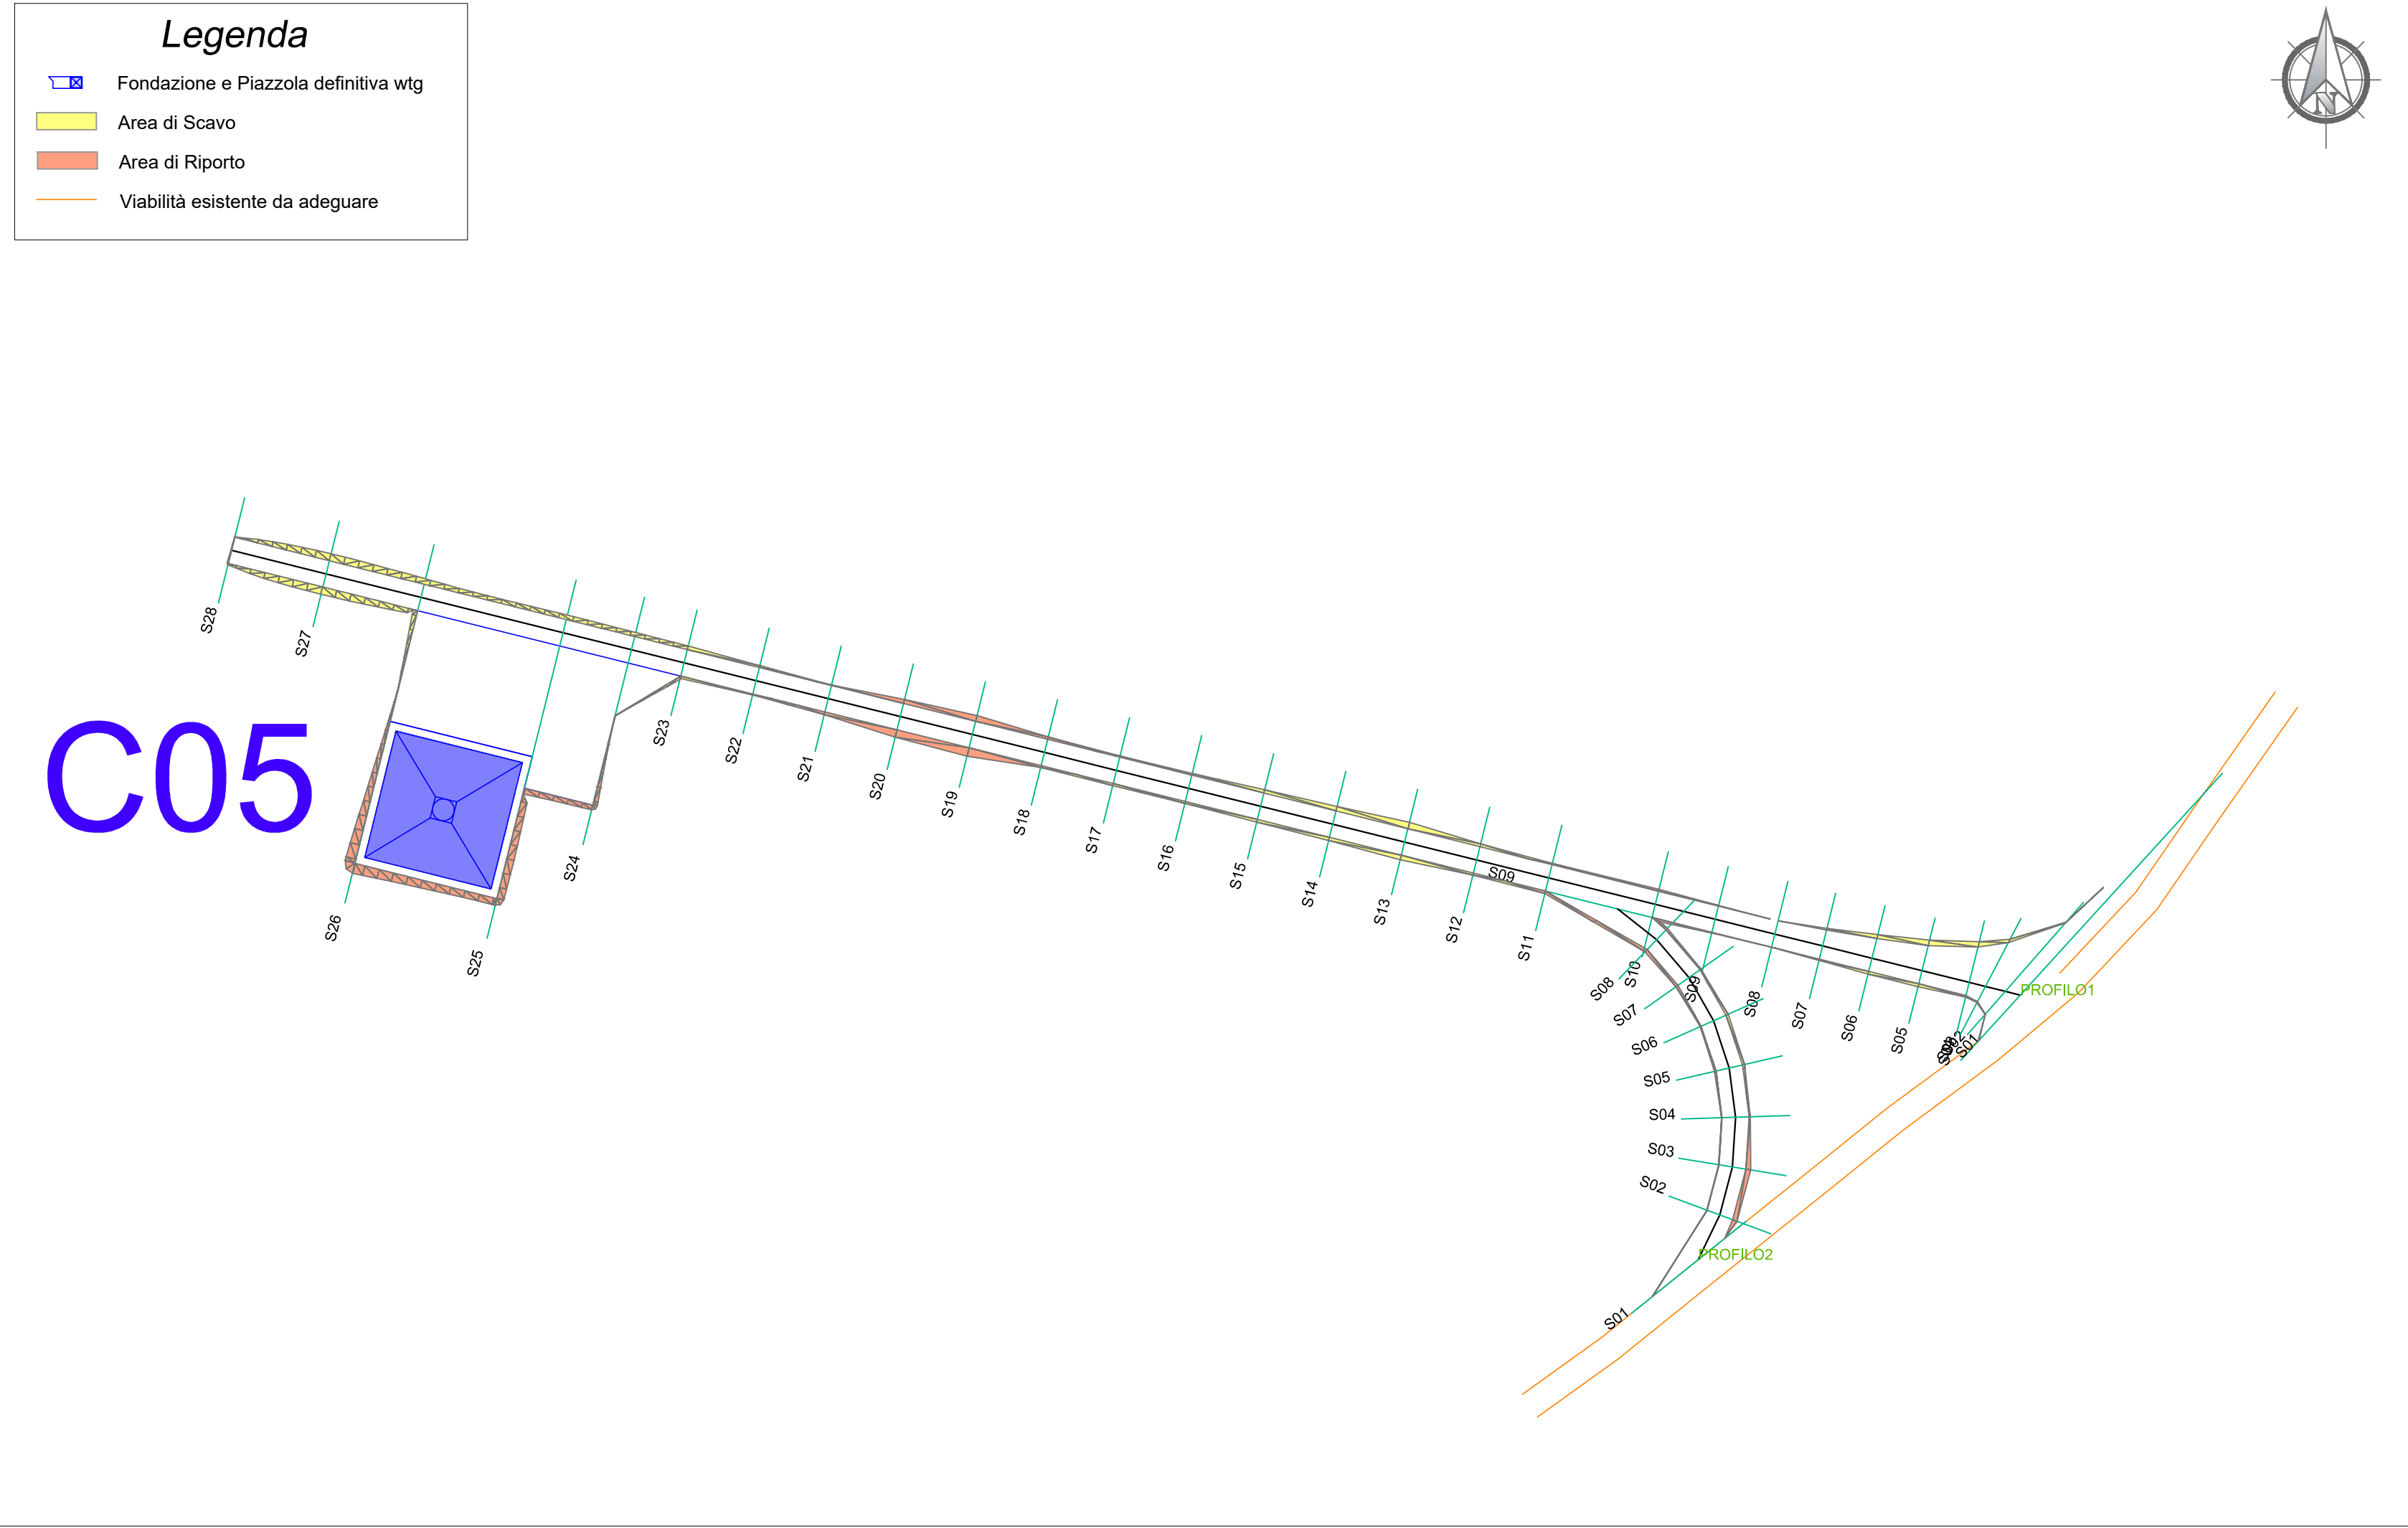 Legenda
Fondazione e Piazzola definitiva wtg
Area di Scavo
Area di Riporto
Viabilità esistente da adeguare
N
C05
S28
S27
S26
S25
S24
S23
S22
S21
S20
S19
S18
S17
S16
S15
S14
S13
S12
S11
S10
S09
S08
S07
S06
S05
S02
S01
PROFILO1
S09
S08
S07
S06
S05
S04
S03
S02
S01
PROFILO2